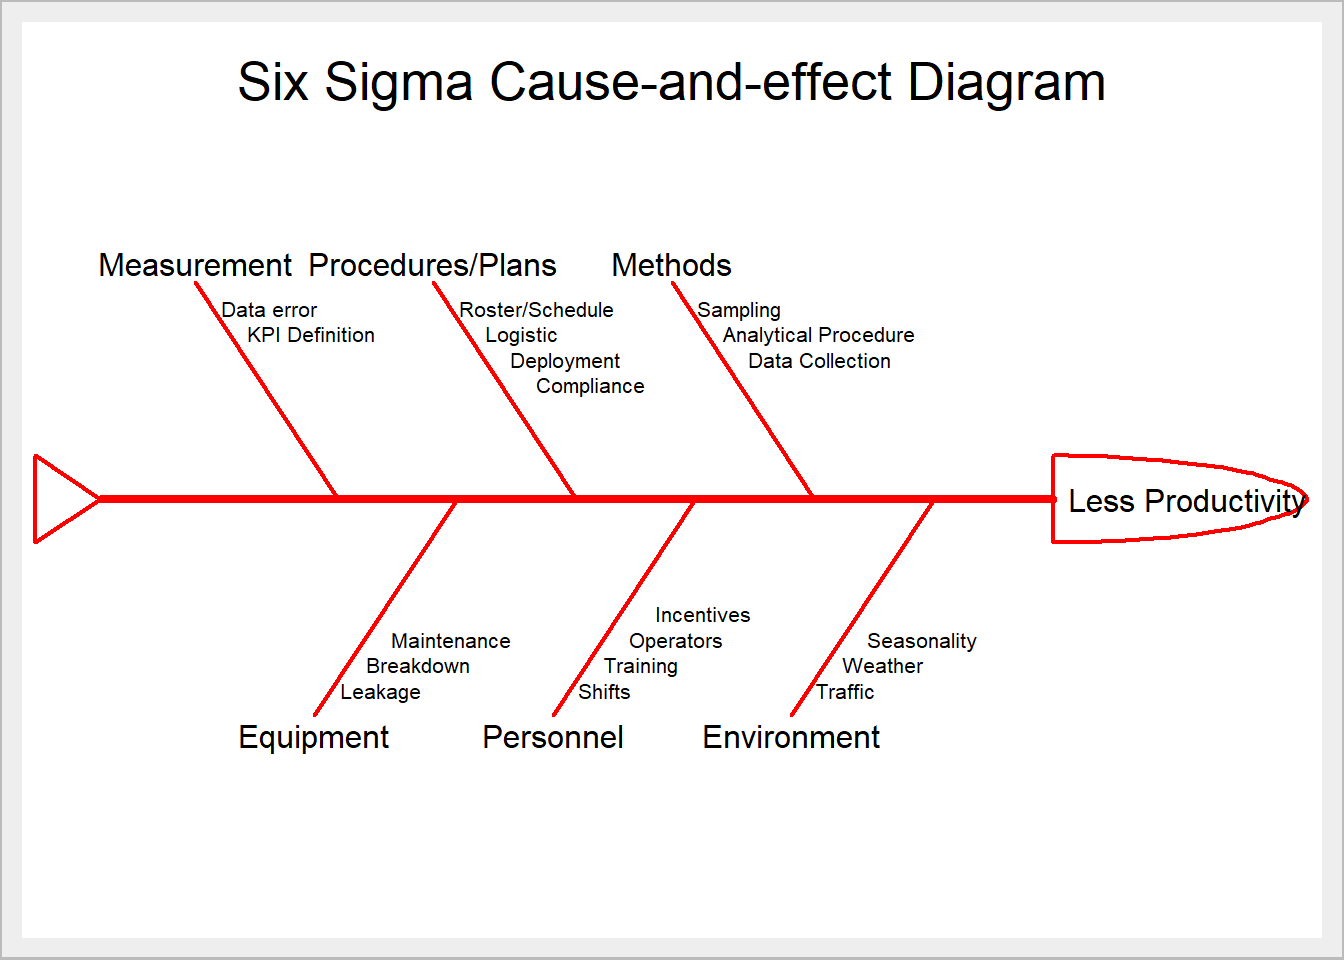 Six Sigma Cause-and-effect Diagram
Measurement
Data error
KPI Definition
Procedures/Plans
Roster/Schedule
Logistic
Deployment
Compliance
Methods
Sampling
Analytical Procedure
Data Collection
Less Productivity
Maintenance
Breakdown
Leakage
Equipment
Incentives
Operators
Training
Shifts
Personnel
Seasonality
Weather
Traffic
Environment